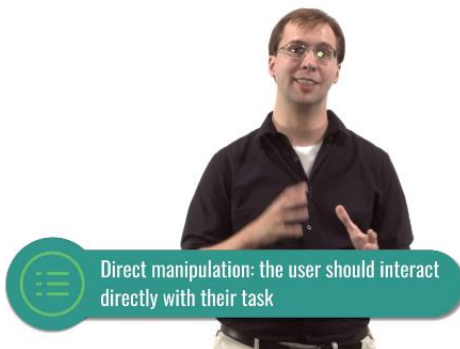 Direct manipulation: the user should interact
directly with their task